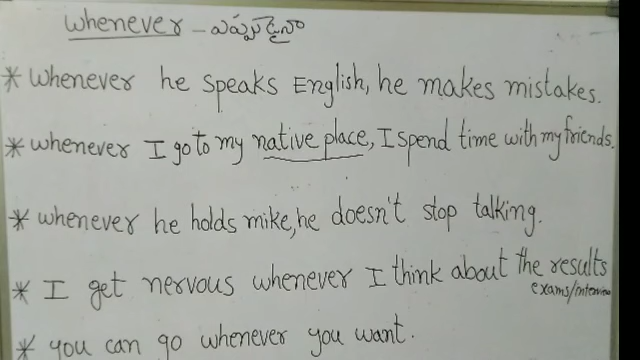 whenever - ఎప్పుడైనా
* Whenever he speaks English, he makes mistakes.
* whenever I go to my native place, I spend time with my friends.
* whenever he holds mike, he doesn't stop talking.
* I get nervous whenever I think about the results
exams/interview
* you can go whenever you want.